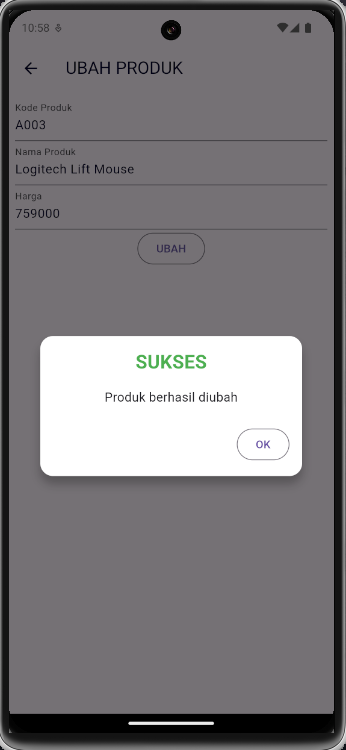 10:58
UBAH PRODUK
Kode Produk
A003
Nama Produk
Logitech Lift Mouse
Harga
759000
UBAH
SUKSES
Produk berhasil diubah
OK